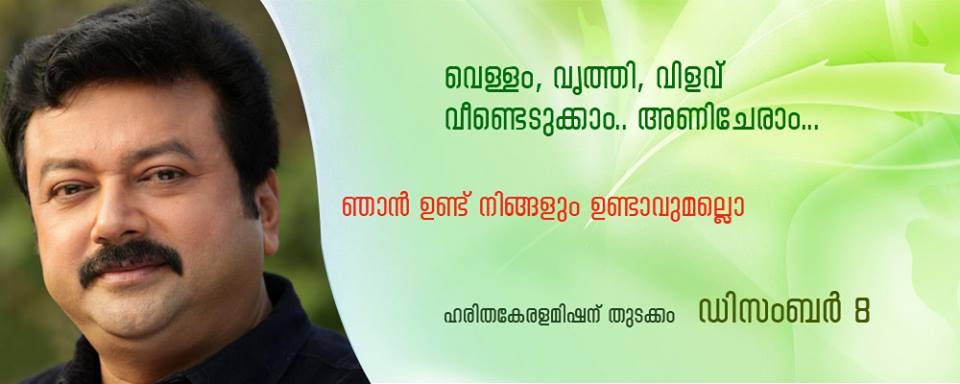 വെള്ളം, വൃത്തി, വിളവ്
വീണ്ടെടുക്കാം.. അണിചേരാം...
ഞാൻ ഉണ്ട് നിങ്ങളും ഉണ്ടാവുമല്ലൊ
ഹരിതകേരളമിഷന് തുടക്കം ഡിസംബർ 8